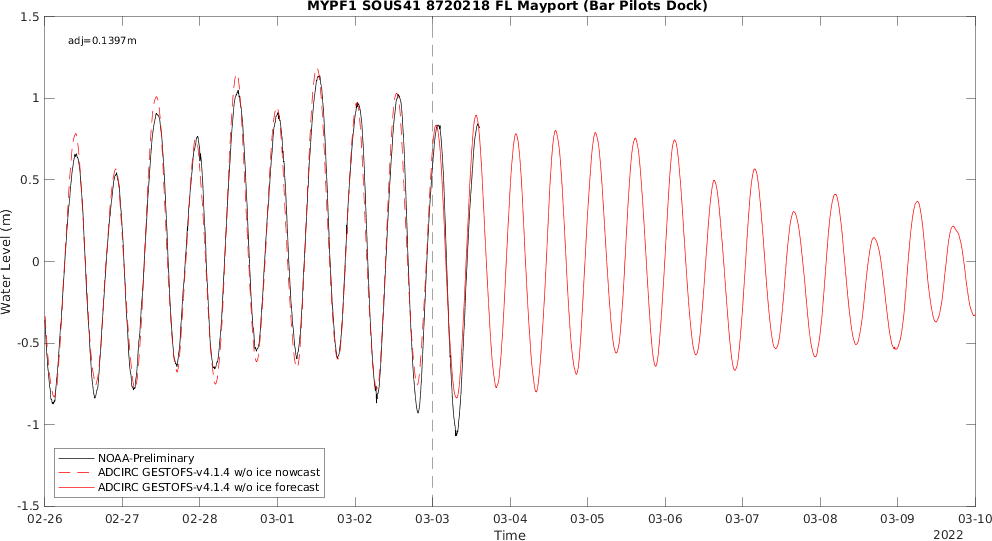 MYPF1 SOUS41 8720218 FL Mayport (Bar Pilots Dock)
adj=0.1397m
1.5
1
0.5
0
-0.5
-1
-1.5
Water Level (m)
NOAA-Preliminary
ADCIRC GESTOFS-v4.1.4 w/o ice nowcast
ADCIRC GESTOFS-v4.1.4 w/o ice forecast
02-26 02-27 02-28 03-01 03-02 03-03 03-04 03-05 03-06 03-07 03-08 03-09 03-10
Time
2022